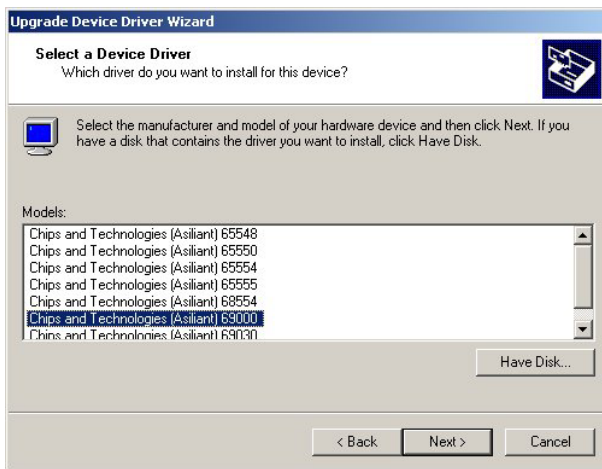 Upgrade Device Driver Wizard
Select a Device Driver
Which driver do you want to install for this device?
Select the manufacturer and model of your hardware device and then click Next. If you
have a disk that contains the driver you want to install, click Have Disk.
Models:
Chips and Technologies (Asiliant) 65548
Chips and Technologies (Asiliant) 65550
Chips and Technologies (Asiliant) 65554
Chips and Technologies (Asiliant) 65555
Chips and Technologies (Asiliant) 68554
Chips and Technologies (Asiliant) 69000
Chips and Technologies (Asiliant) 69030
Have Disk...
< Back
Next >
Cancel